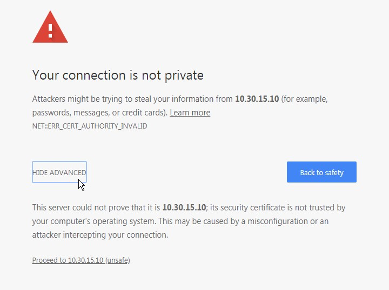 Your connection is not private
Attackers might be trying to steal your information from 10.30.15.10 (for example,
passwords, messages, or credit cards). Learn more
NET::ERR_CERT_AUTHORITY_INVALID
HIDE ADVANCED
Back to safety
This server could not prove that it is 10.30.15.10; its security certificate is not trusted by
your computer's operating system. This may be caused by a misconfiguration or an
attacker intercepting your connection.
Proceed to 10.30.15.10 (unsafe)